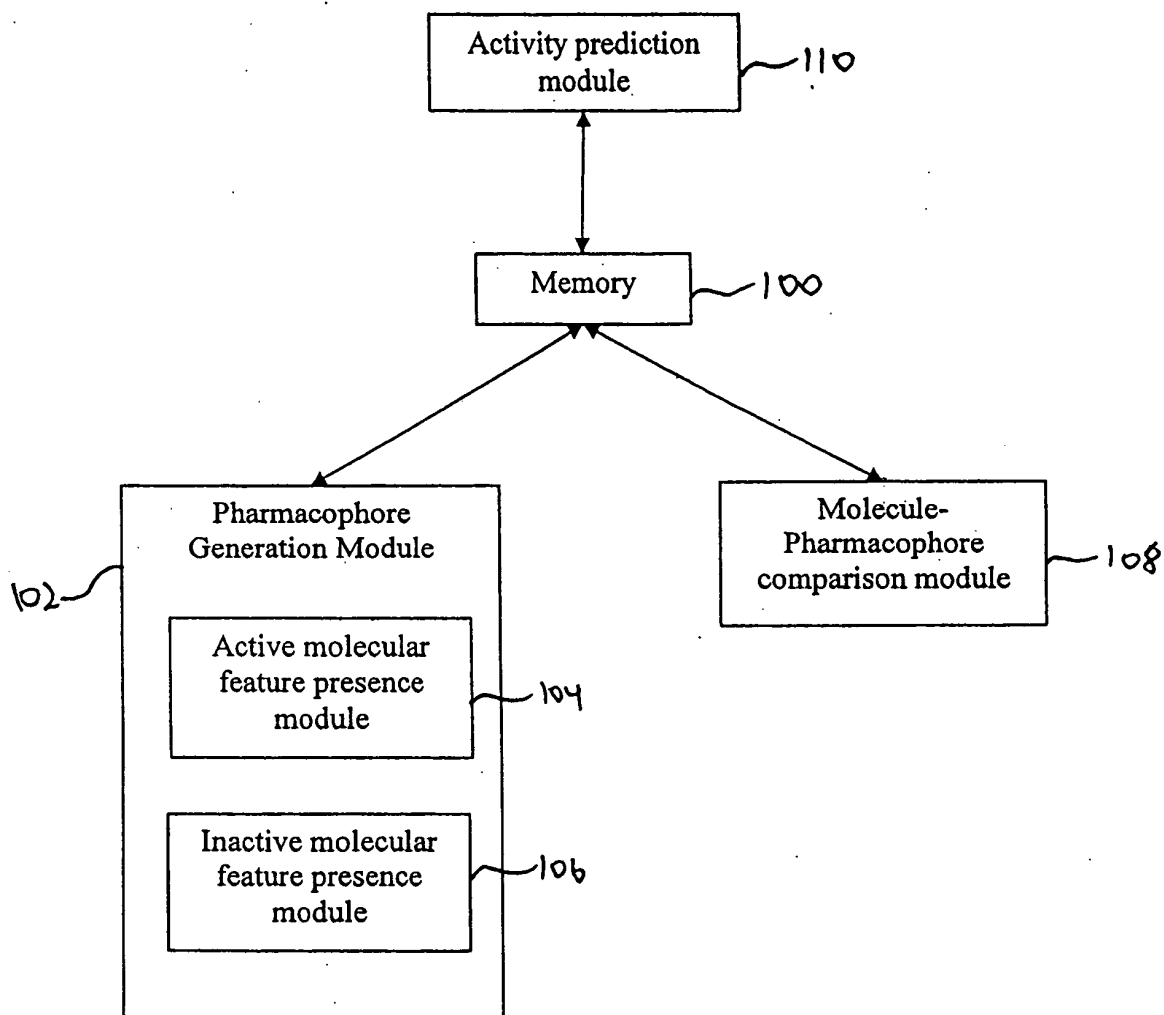 Activity prediction
module
110
Memory
100
Pharmacophore
Generation Module
102
Active molecular
feature presence
module
104
Inactive molecular
feature presence
module
106
Molecule-
Pharmacophore
comparison module
108